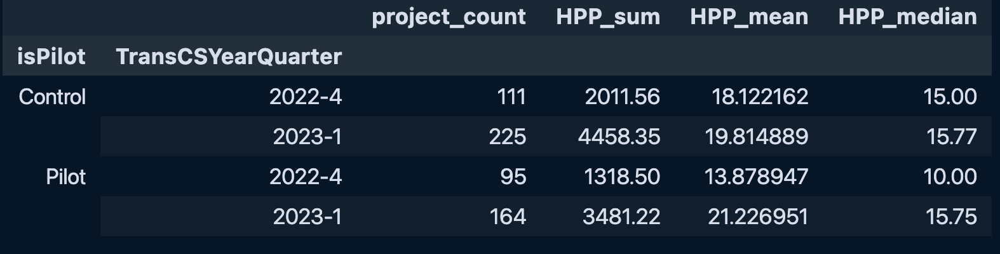 project_count HPP_sum HPP_mean HPP_median
isPilot TransCSYearQuarter
Control 2022-4 111 2011.56 18.122162 15.00
2023-1 225 4458.35 19.814889 15.77
Pilot 2022-4 95 1318.50 13.878947 10.00
2023-1 164 3481.22 21.226951 15.75